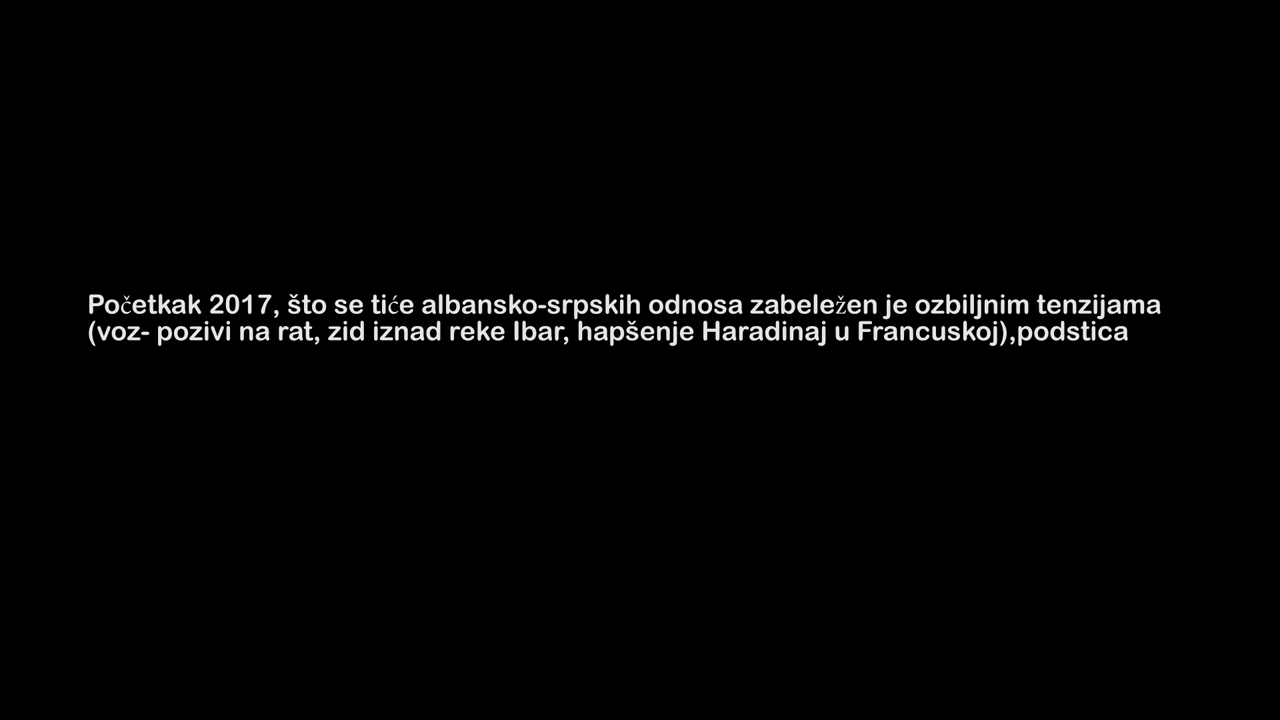 Početkak 2017, što se tiće albansko-srpskih odnosa zabeležen je ozbiljnim tenzijama
(voz- pozivi na rat, zid iznad reke Ibar, hapšenje Haradinaj u Francuskoj),podstica